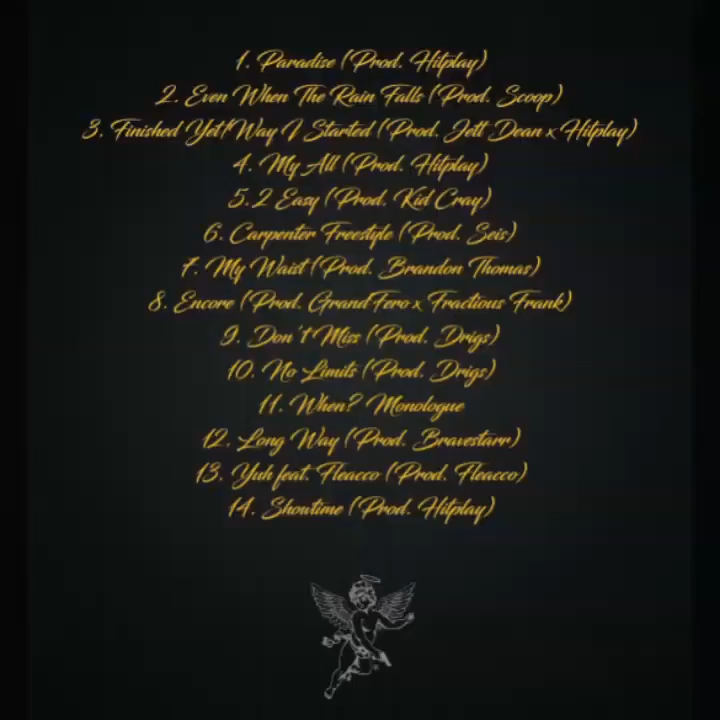 1. Paradise (Prod. Hitplay)
2. Even When The Rain Falls (Prod. Scoop)
3. Finished Yet/Way I Started (Prod. Jett Dean x Hitplay)
4. My All (Prod. Hitplay)
5. 2 Easy (Prod. Kid Cray)
6. Carpenter Freestyle (Prod. Seis)
7. My Waist (Prod. Brandon Thomas)
8. Encore (Prod. GrandFero x Fractious Frank)
9. Don't Miss (Prod. Drigs)
10. No Limits (Prod. Drigs)
11. When? Monologue
12. Long Way (Prod. Bravestarr)
13. Yuh feat. Fleacco (Prod. Fleacco)
14. Showtime (Prod. Hitplay)